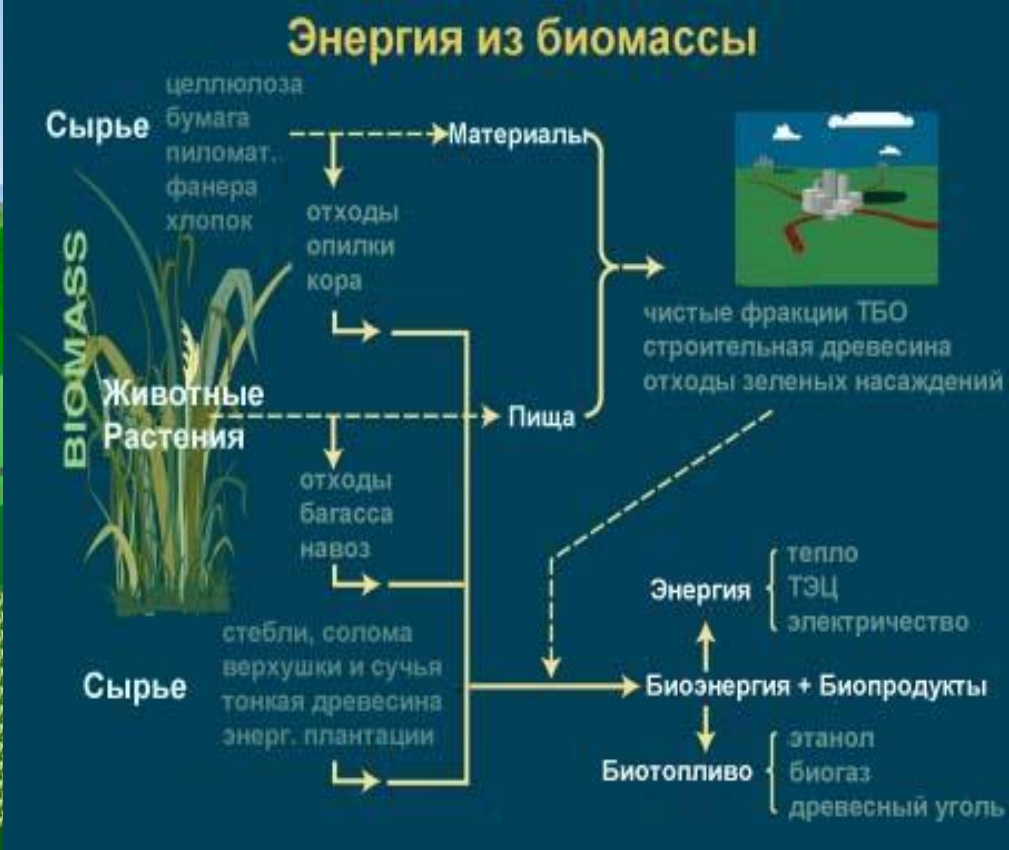 Энергия из биомассы
Сырье
целлюлоза
бумага
пиломат.
фанера
хлопок
Материалы
отходы
опилки
кора
чистые фракции ТБО
строительная древесина
отходы зеленых насаждений
BIOMASS
Животные
Растения
Пища
отходы
багасса
навоз
Сырье
стебли, солома
верхушки и сучья
тонкая древесина
энерг. плантации
Энергия
тепло
ТЭЦ
электричество
Биоэнергия + Биопродукты
Биотопливо
этанол
биогаз
древесный уголь